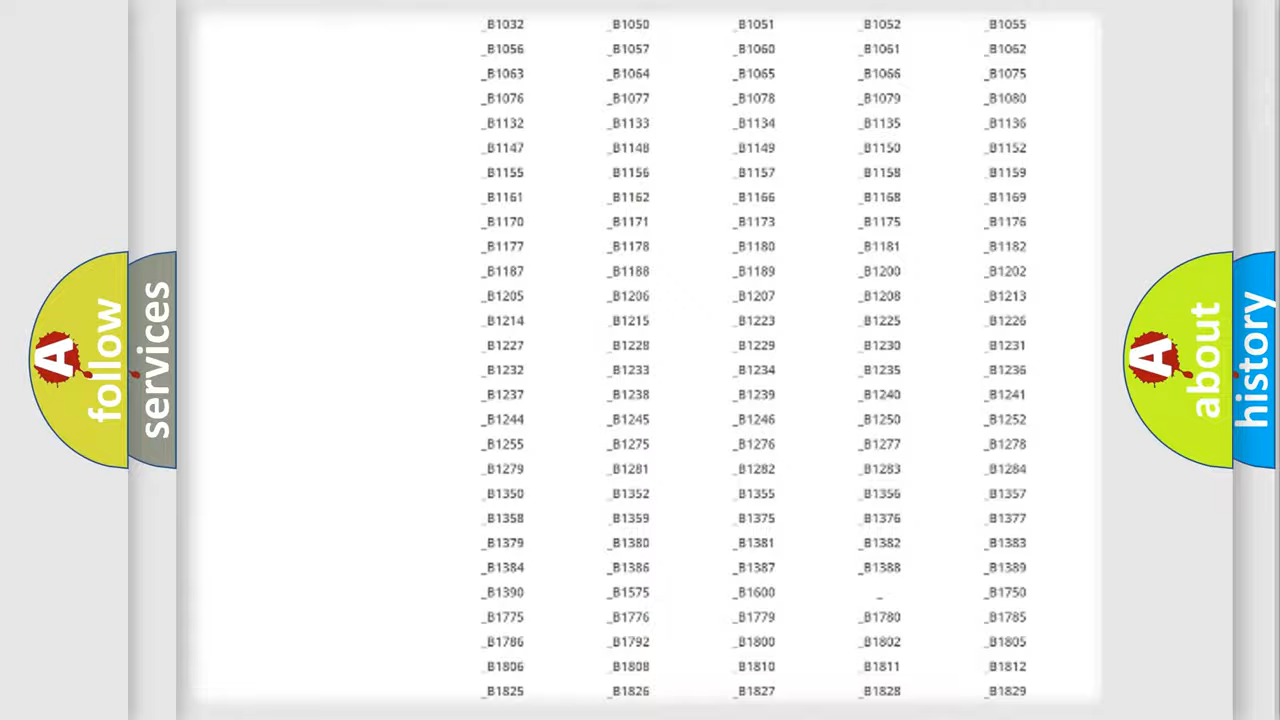 _B1032 _B1050 _B1051 _B1052 _B1055
_B1056 _B1057 _B1060 _B1061 _B1062
_B1063 _B1064 _B1065 _B1066 _B1075
_B1076 _B1077 _B1078 _B1079 _B1080
_B1132 _B1133 _B1134 _B1135 _B1136
_B1147 _B1148 _B1149 _B1150 _B1152
_B1155 _B1156 _B1157 _B1158 _B1159
_B1161 _B1162 _B1166 _B1168 _B1169
_B1170 _B1171 _B1173 _B1175 _B1176
_B1177 _B1178 _B1180 _B1181 _B1182
_B1187 _B1188 _B1189 _B1200 _B1202
_B1205 _B1206 _B1207 _B1208 _B1213
_B1214 _B1215 _B1223 _B1225 _B1226
_B1227 _B1228 _B1229 _B1230 _B1231
_B1232 _B1233 _B1234 _B1235 _B1236
_B1237 _B1238 _B1239 _B1240 _B1241
_B1244 _B1245 _B1246 _B1250 _B1252
_B1255 _B1275 _B1276 _B1277 _B1278
_B1279 _B1281 _B1282 _B1283 _B1284
_B1350 _B1352 _B1355 _B1356 _B1357
_B1358 _B1359 _B1375 _B1376 _B1377
_B1379 _B1380 _B1381 _B1382 _B1383
_B1384 _B1386 _B1387 _B1388 _B1389
_B1390 _B1575 _B1600 _ _B1750
_B1775 _B1776 _B1779 _B1780 _B1785
_B1786 _B1792 _B1800 _B1802 _B1805
_B1806 _B1808 _B1810 _B1811 _B1812
_B1825 _B1826 _B1827 _B1828 _B1829
A
follow
services
A
about
history